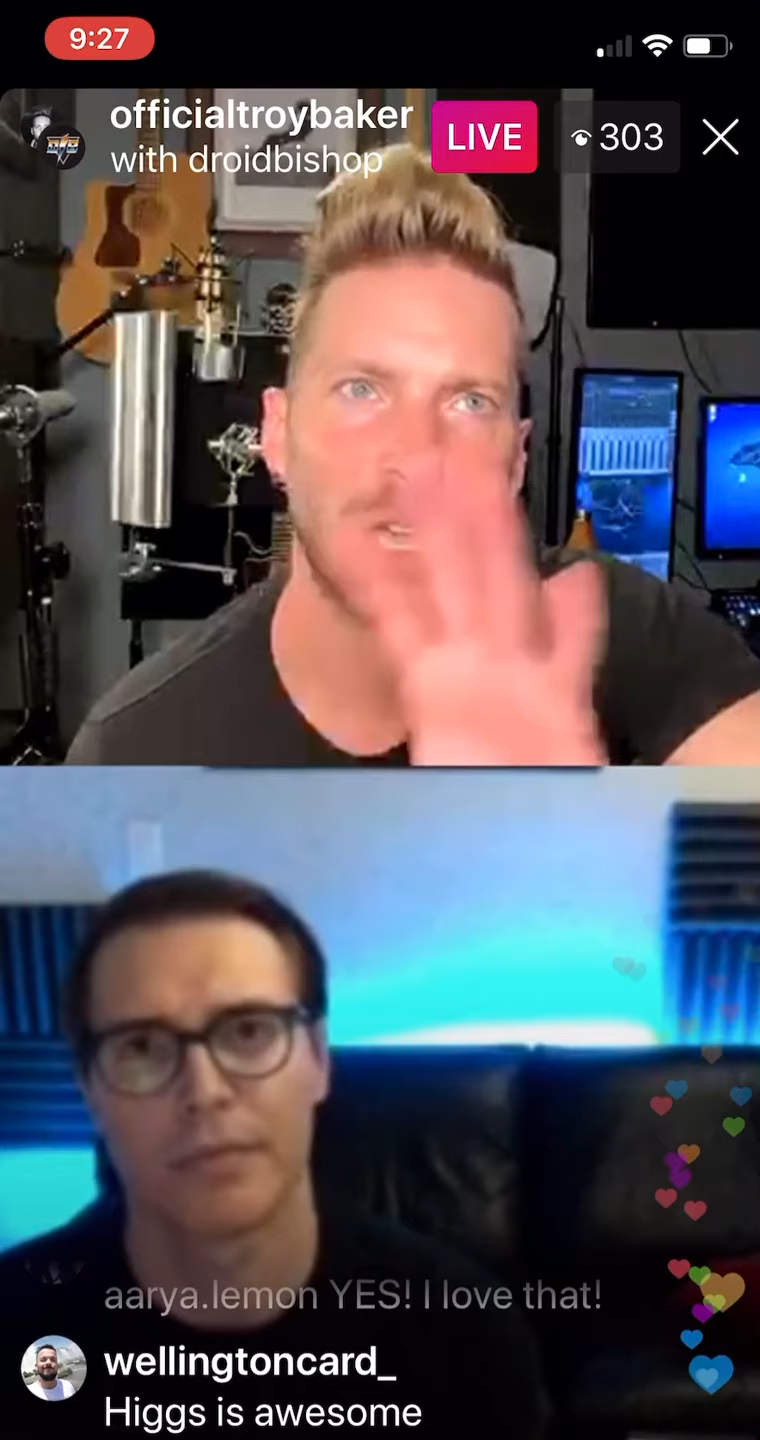 9:27
officialtroybaker
with droidbishop
LIVE
303
aarya.lemon YES! I love that!
wellingtoncard_
Higgs is awesome